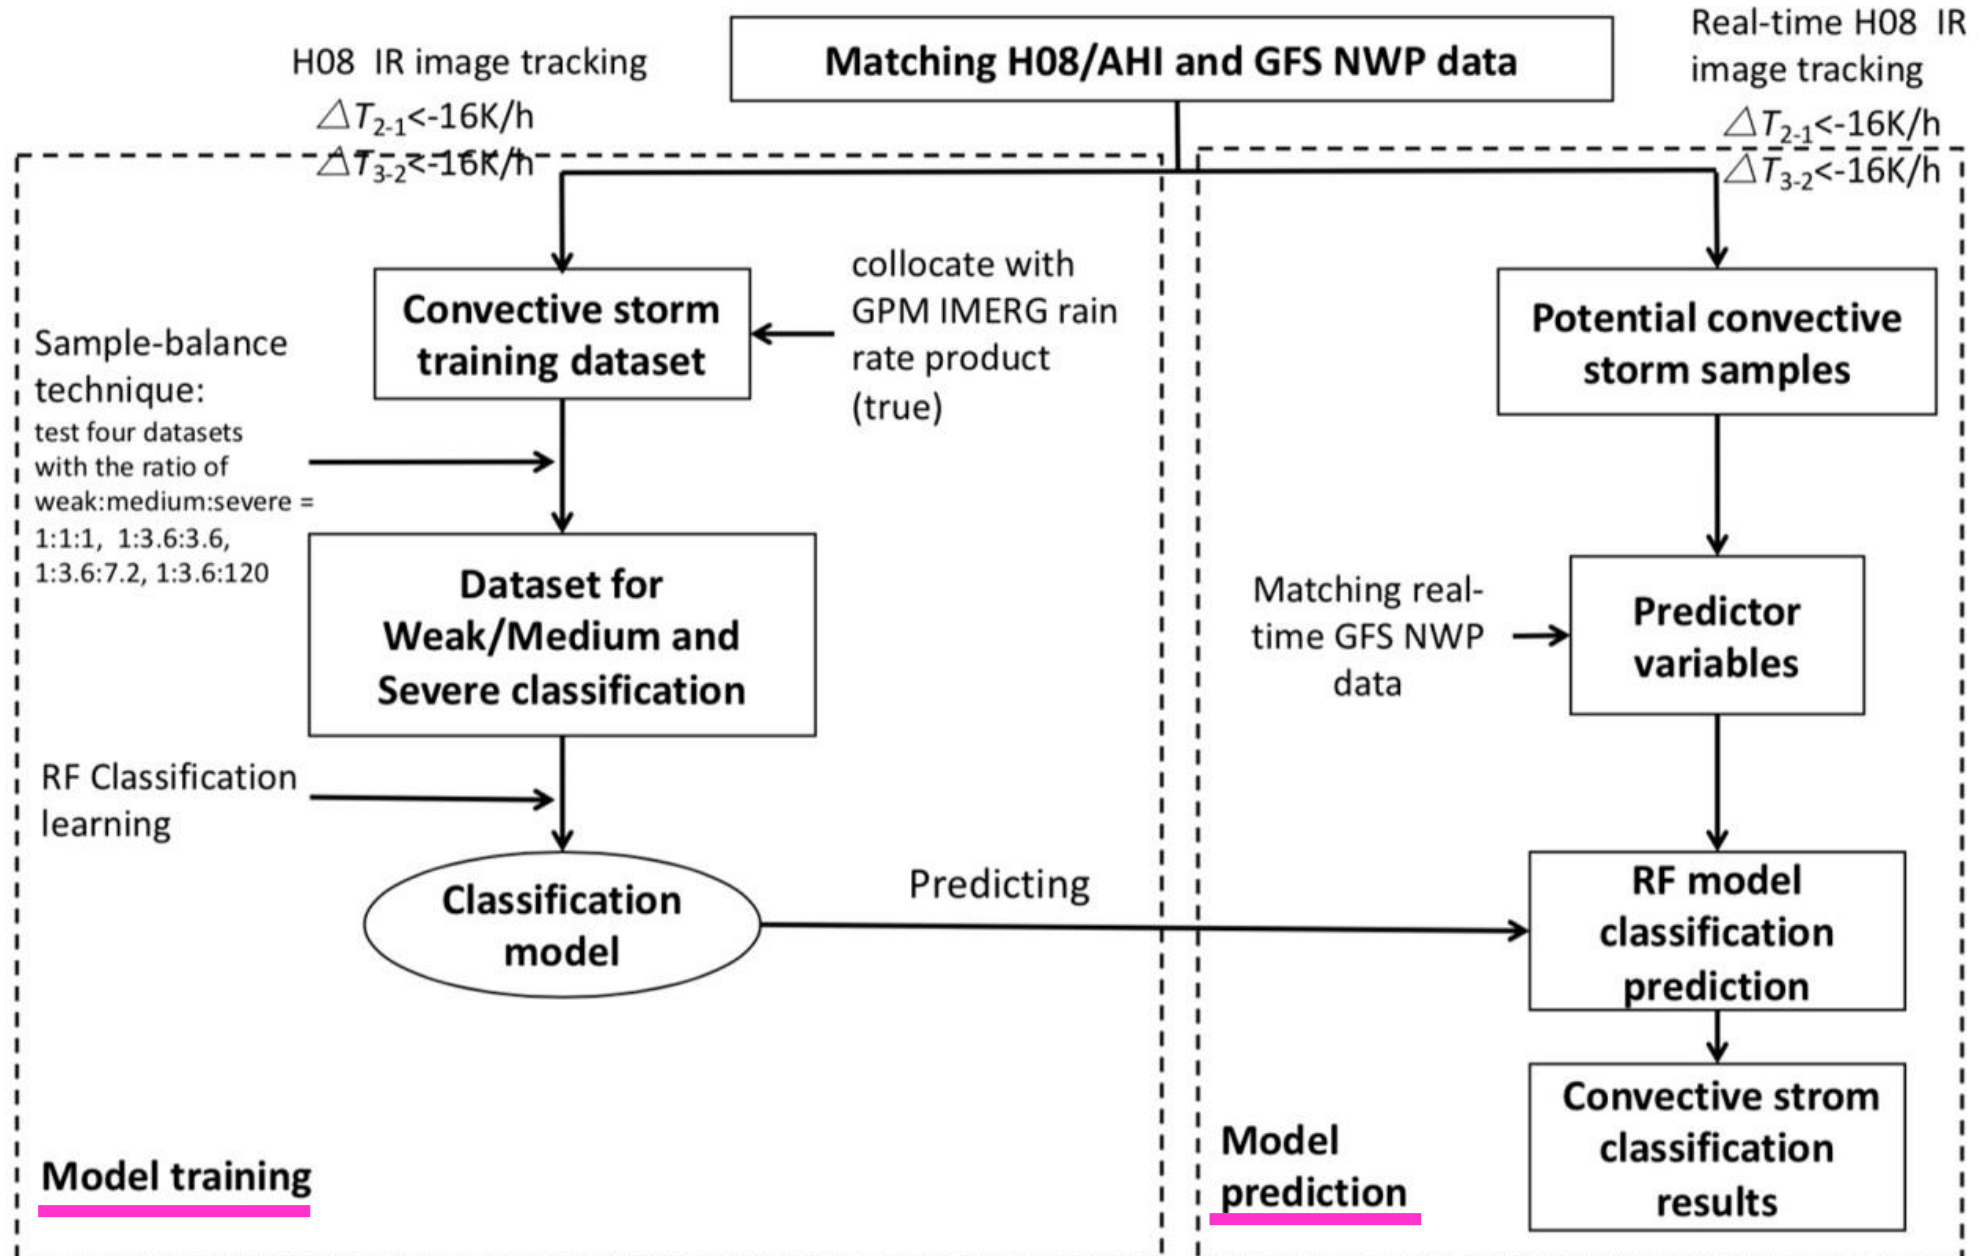 Matching H08/AHI and GFS NWP data
H08 IR image tracking
△T2-1<-16K/h
△T3-2<-16K/h
Real-time H08 IR
image tracking
△T2-1<-16K/h
△T3-2<-16K/h
Convective storm
training dataset
collocate with
GPM IMERG rain
rate product
(true)
Sample-balance
technique:
test four datasets
with the ratio of
weak:medium:severe =
1:1:1, 1:3.6:3.6,
1:3.6:7.2, 1:3.6:120
Dataset for
Weak/Medium and
Severe classification
RF Classification
learning
Classification
model
Predicting
Model training
Potential convective
storm samples
Matching real-
time GFS NWP
data
Predictor
variables
RF model
classification
prediction
Convective strom
classification
results
Model
prediction